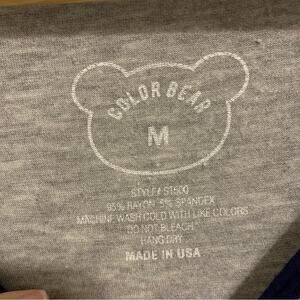 COLOR BEAR
M
STYLE# S1500
95% RAYON 5% SPANDEX
MACHINE WASH COLD WITH LIKE COLORS
DO NOT BLEACH
HANG DRY
MADE IN USA